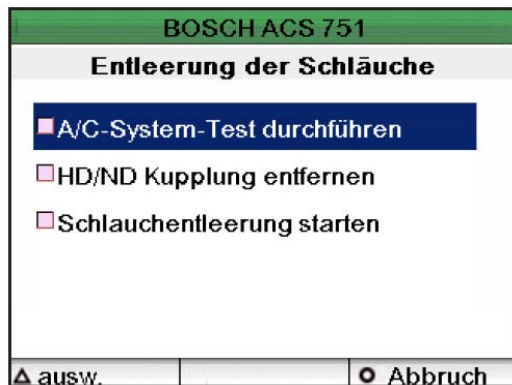 BOSCH ACS 751
Entleerung der Schläuche
A/C-System-Test durchführen
HD/ND Kupplung entfernen
Schlauchentleerung starten
ausw.
Abbruch